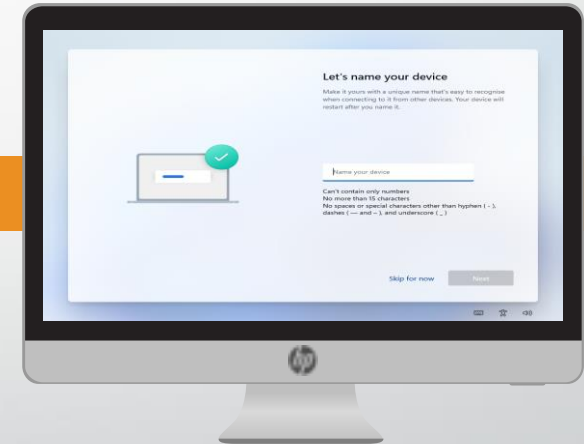 Let's name your device
Make it yours with a unique name that's easy to recognise
when connecting to it from other devices. Your device will
restart after you name it.
Name your device
Can't contain only numbers
No more than 15 characters
No spaces or special characters other than hyphen ( - ),
dashes ( — and – ), and underscore ( _ )
Skip for now Next
hp